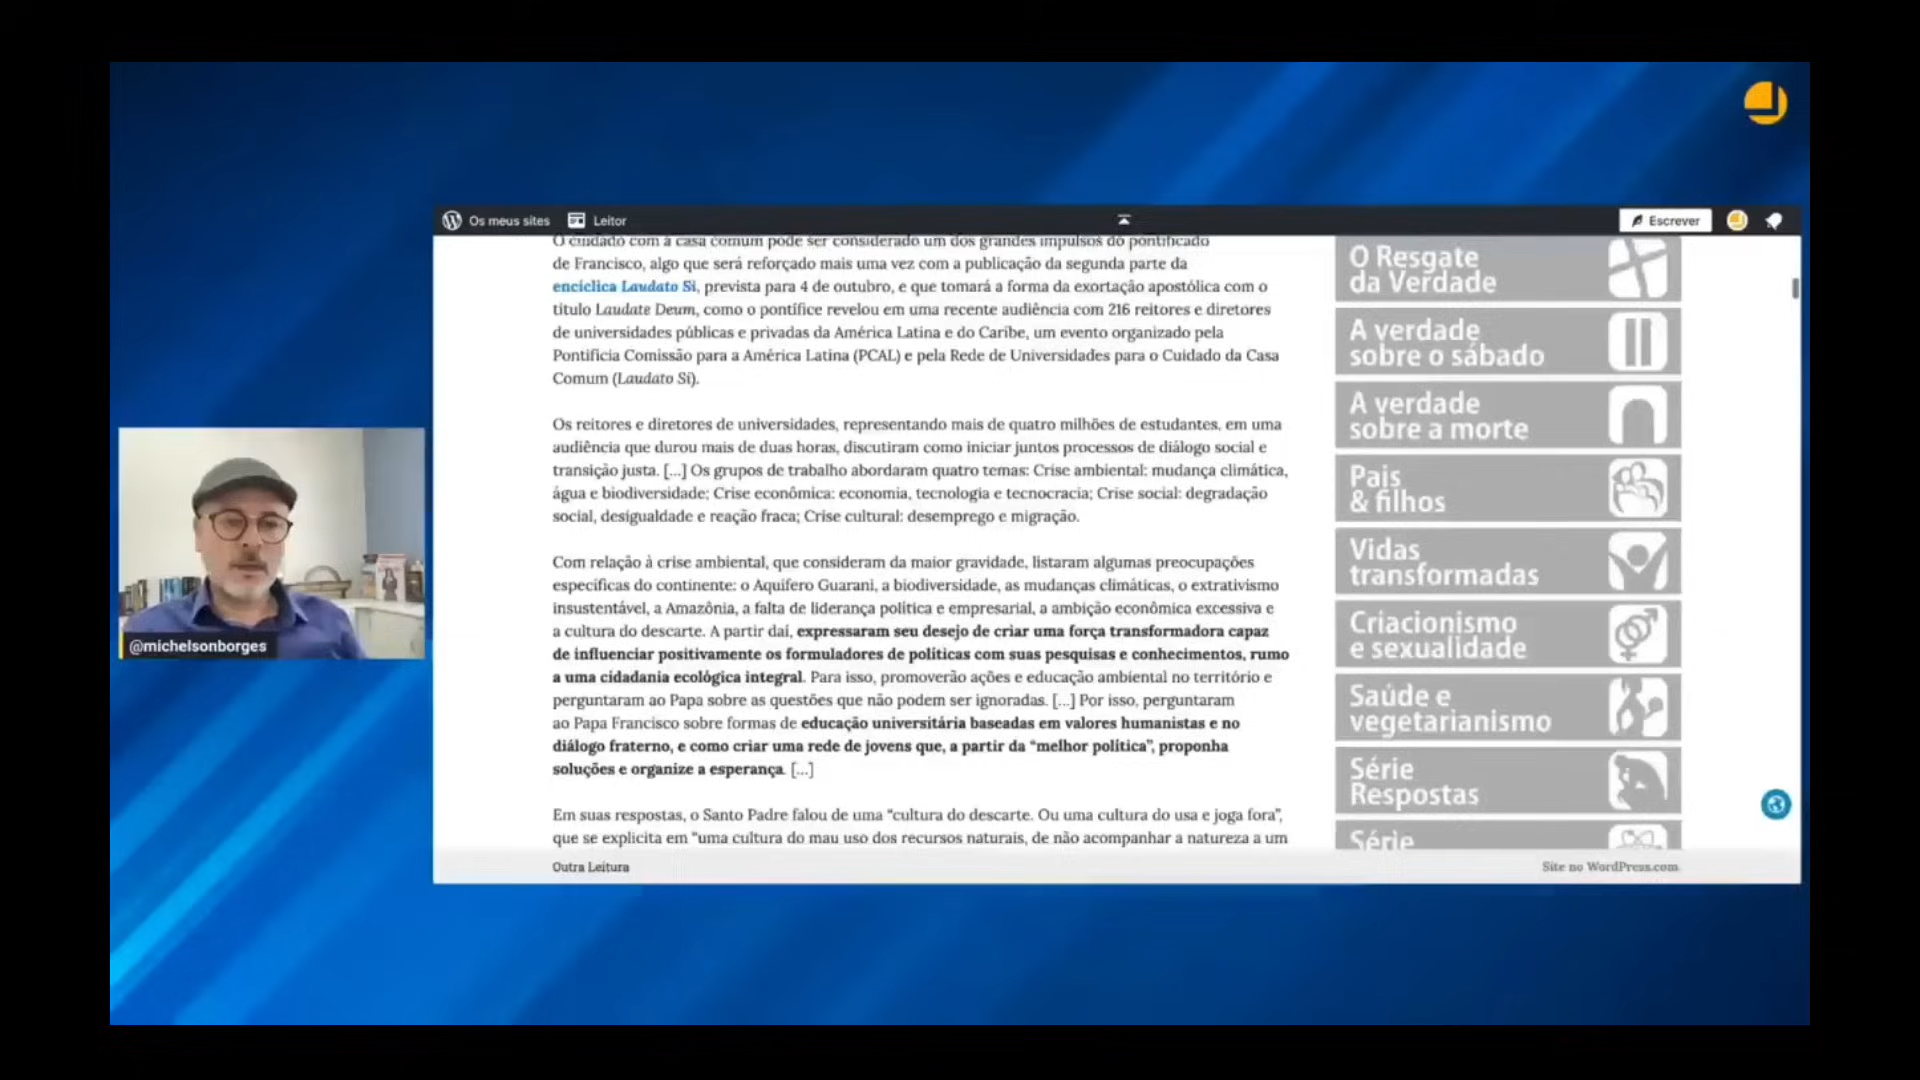 Os meus sites
Leitor
Escrever
O cuidado com a casa comum pode ser considerado um dos grandes impulsos do pontificado
de Francisco, algo que será reforçado mais uma vez com a publicação da segunda parte da
encíclica Laudato Si, prevista para 4 de outubro, e que tomará a forma da exortação apostólica com o
título Laudate Deum, como o pontífice revelou em uma recente audiência com 216 reitores e diretores
de universidades públicas e privadas da América Latina e do Caribe, um evento organizado pela
Pontifícia Comissão para a América Latina (PCAL) e pela Rede de Universidades para o Cuidado da Casa
Comum (Laudato Si).
Os reitores e diretores de universidades, representando mais de quatro milhões de estudantes, em uma
audiência que durou mais de duas horas, discutiram como iniciar juntos processos de diálogo social e
transição justa. [...] Os grupos de trabalho abordaram quatro temas: Crise ambiental: mudança climática,
água e biodiversidade; Crise econômica: economia, tecnologia e tecnocracia; Crise social: degradação
social, desigualdade e reação fraca; Crise cultural: desemprego e migração.
Com relação à crise ambiental, que consideram da maior gravidade, listaram algumas preocupações
específicas do continente: o Aquífero Guarani, a biodiversidade, as mudanças climáticas, o extrativismo
insustentável, a Amazônia, a falta de liderança política e empresarial, a ambição econômica excessiva e
a cultura do descarte. A partir daí, expressaram seu desejo de criar uma força transformadora capaz
de influenciar positivamente os formuladores de políticas com suas pesquisas e conhecimentos, rumo
a uma cidadania ecológica integral. Para isso, promoverão ações e educação ambiental no território e
perguntaram ao Papa sobre as questões que não podem ser ignoradas. [...] Por isso, perguntaram
ao Papa Francisco sobre formas de educação universitária baseadas em valores humanistas e no
diálogo fraterno, e como criar uma rede de jovens que, a partir da “melhor política”, proponha
soluções e organize a esperança. [...]
Em suas respostas, o Santo Padre falou de uma “cultura do descarte. Ou uma cultura do usa e joga fora”,
que se explicita em “uma cultura do mau uso dos recursos naturais, de não acompanhar a natureza a um
O Resgate
da Verdade
A verdade
sobre o sábado
A verdade
sobre a morte
Pais
& filhos
Vidas
transformadas
Criacionismo
e sexualidade
Saúde e
vegetarianismo
Série
Respostas
Série
Outra Leitura
Site no WordPress.com
@michelsonborges